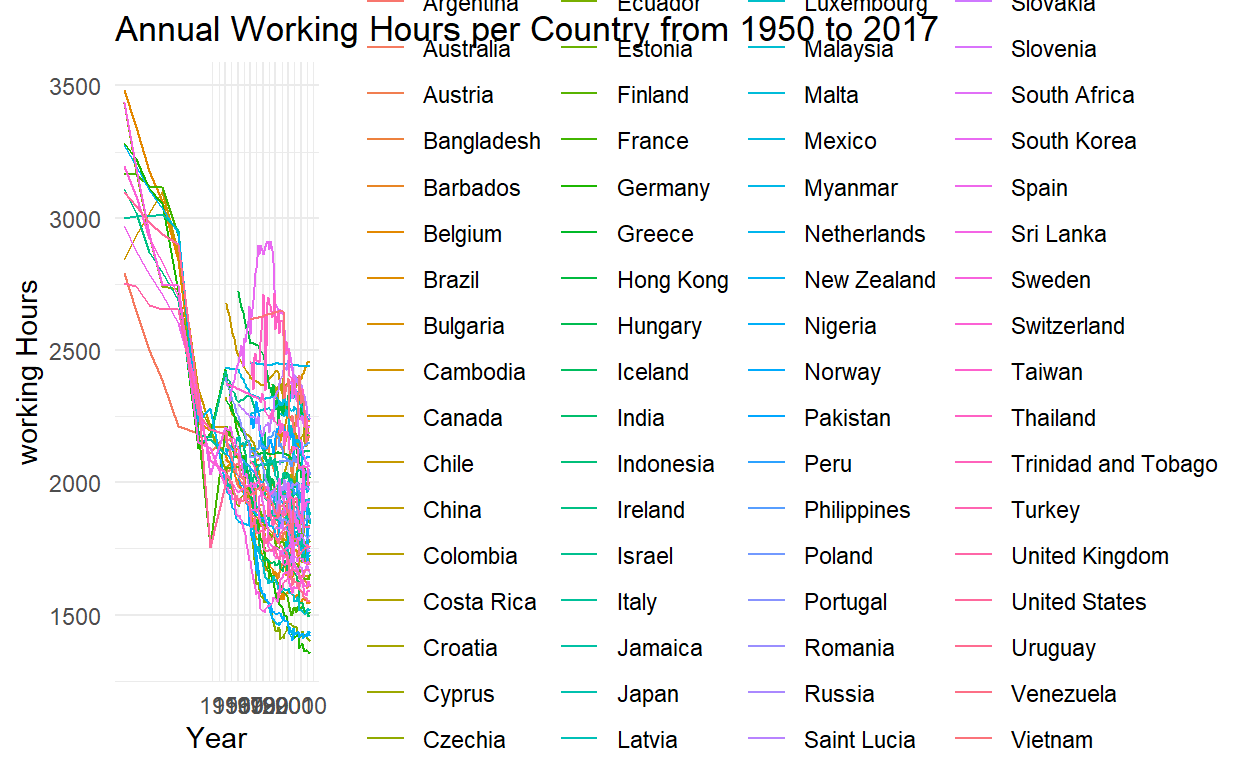 Argentina Ecuador Luxembourg Slovakia
Annual Working Hours per Country from 1950 to 2017
Australia Estonia Malaysia Slovenia
Austria Finland Malta South Africa
Bangladesh France Mexico South Korea
Barbados Germany Myanmar Spain
Belgium Greece Netherlands Sri Lanka
Brazil Hong Kong New Zealand Sweden
Bulgaria Hungary Nigeria Switzerland
Cambodia Iceland Norway Taiwan
Canada India Pakistan Thailand
Chile Indonesia Peru Trinidad and Tobago
China Ireland Philippines Turkey
Colombia Israel Poland United Kingdom
Costa Rica Italy Portugal United States
Croatia Jamaica Romania Uruguay
Cyprus Japan Russia Venezuela
Czechia Latvia Saint Lucia Vietnam
3500
3000
2500
2000
1500
working Hours
Year